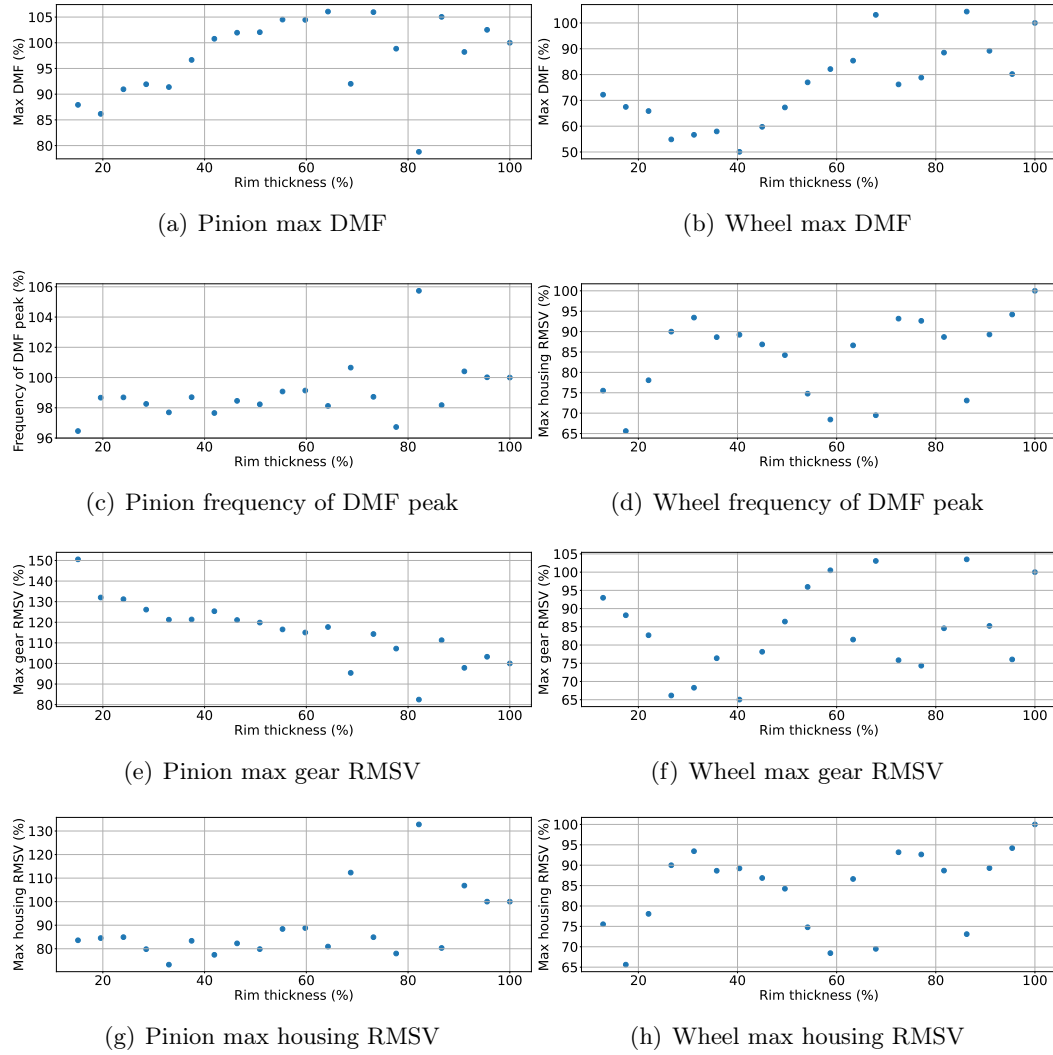 Max DMF (%)
105
100
95
90
85
80
20 40 60 80 100
Rim thickness (%)
(a) Pinion max DMF
Max DMF (%)
100
90
80
70
60
50
20 40 60 80 100
Rim thickness (%)
(b) Wheel max DMF
Frequency of DMF peak (%)
106
104
102
100
98
96
20 40 60 80 100
Rim thickness (%)
(c) Pinion frequency of DMF peak
Max housing RMSV (%)
100
95
90
85
80
75
70
65
20 40 60 80 100
Rim thickness (%)
(d) Wheel frequency of DMF peak
Max gear RMSV (%)
150
140
130
120
110
100
90
80
20 40 60 80 100
Rim thickness (%)
(e) Pinion max gear RMSV
Max gear RMSV (%)
105
100
95
90
85
80
75
70
65
20 40 60 80 100
Rim thickness (%)
(f) Wheel max gear RMSV
Max housing RMSV (%)
130
120
110
100
90
80
20 40 60 80 100
Rim thickness (%)
(g) Pinion max housing RMSV
Max housing RMSV (%)
100
95
90
85
80
75
70
65
20 40 60 80 100
Rim thickness (%)
(h) Wheel max housing RMSV